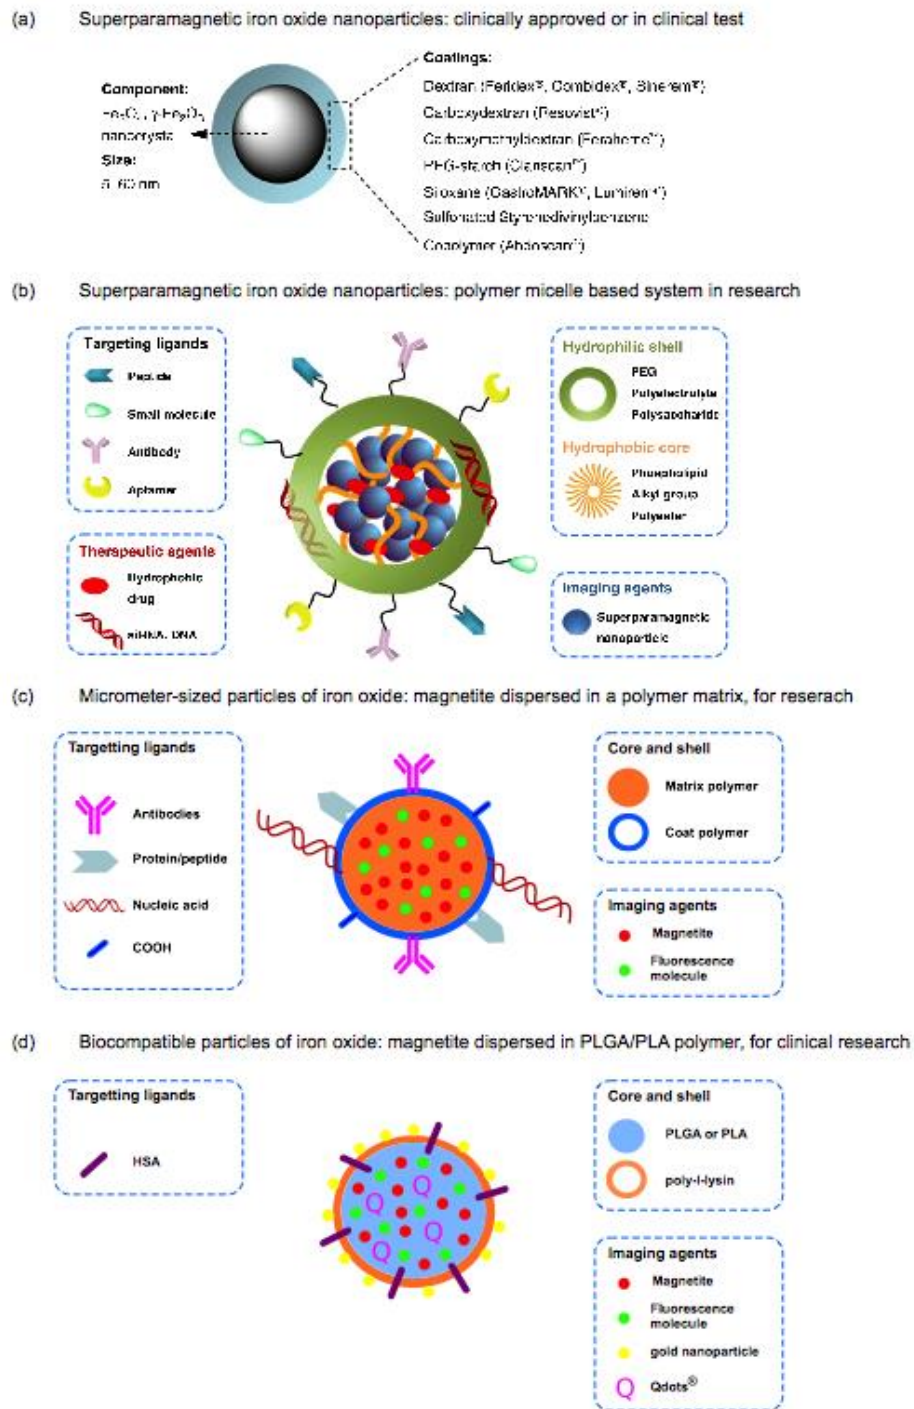 (a) Superparamagnetic iron oxide nanoparticles: clinically approved or in clinical test
Component:
Size:
Coatings:
Dextran (Feridex®, Combidex®, Sinerem®)
Carboxydextran (Resovist
Carboxymethyldextran (Feraheme
PEG-starch (Clariscan
Siloxane (GastroMARK
Sulfonated Styrenedivinylbenzene
Copolymer (Abdoscan
(b) Superparamagnetic iron oxide nanoparticles: polymer micelle based system in research
Targeting ligands
Peptide
Small molecule
Antibody
Aptamer
Therapeutic agents
Hydrophobic
drug
siRNA, DNA
Hydrophilic shell
PEG
Polyelectrolyte
Polysaccharide
Hydrophobic core
Phospholipid
Alkyl group
Polyester
Imaging agents
Superparamagnetic
nanoparticle
(c) Micrometer-sized particles of iron oxide: magnetite dispersed in a polymer matrix, for reserach
Targetting ligands
Antibodies
Protein/peptide
Nucleic acid
COOH
Core and shell
Matrix polymer
Coat polymer
Imaging agents
Magnetite
Fluorescence
molecule
(d) Biocompatible particles of iron oxide: magnetite dispersed in PLGA/PLA polymer, for clinical research
Targetting ligands
HSA
Q
Q
Q
Q
Core and shell
PLGA or PLA
poly-l-lysin
Imaging agents
Magnetite
Fluorescence
molecule
gold nanoparticle
Q Qdots®